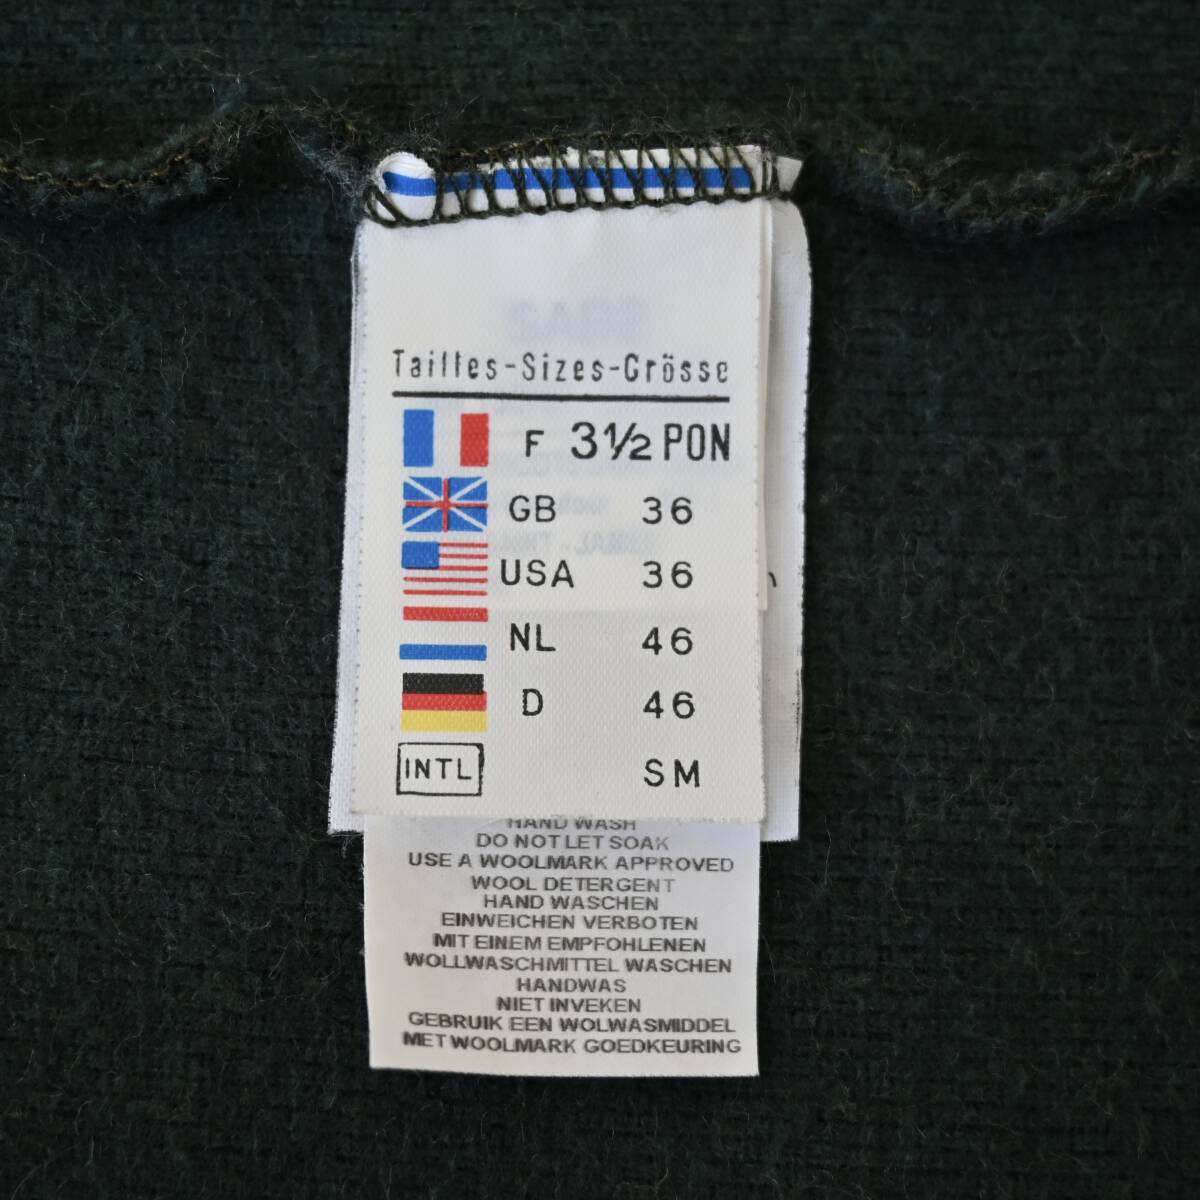 Tailles-Sizes-Grösse
F 3½ PON
GB 36
USA 36
NL 46
D 46
INTL SM
HAND WASH
DO NOT LET SOAK
USE A WOOLMARK APPROVED
WOOL DETERGENT
HAND WASCHEN
EINWEICHEN VERBOTEN
MIT EINEM EMPFOHLENEN
WOLLWASCHMITTEL WASCHEN
HANDWAS
NIET INVEKEN
GEBRUIK EEN WOLWASMIDDEL
MET WOOLMARK GOEDKEURING